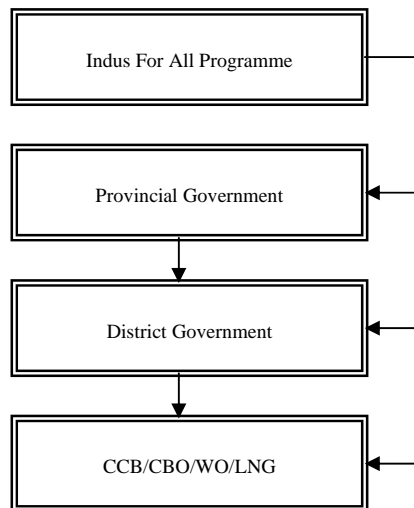 Indus For All Programme
Provincial Government
District Government
CCB/CBO/WO/LNG